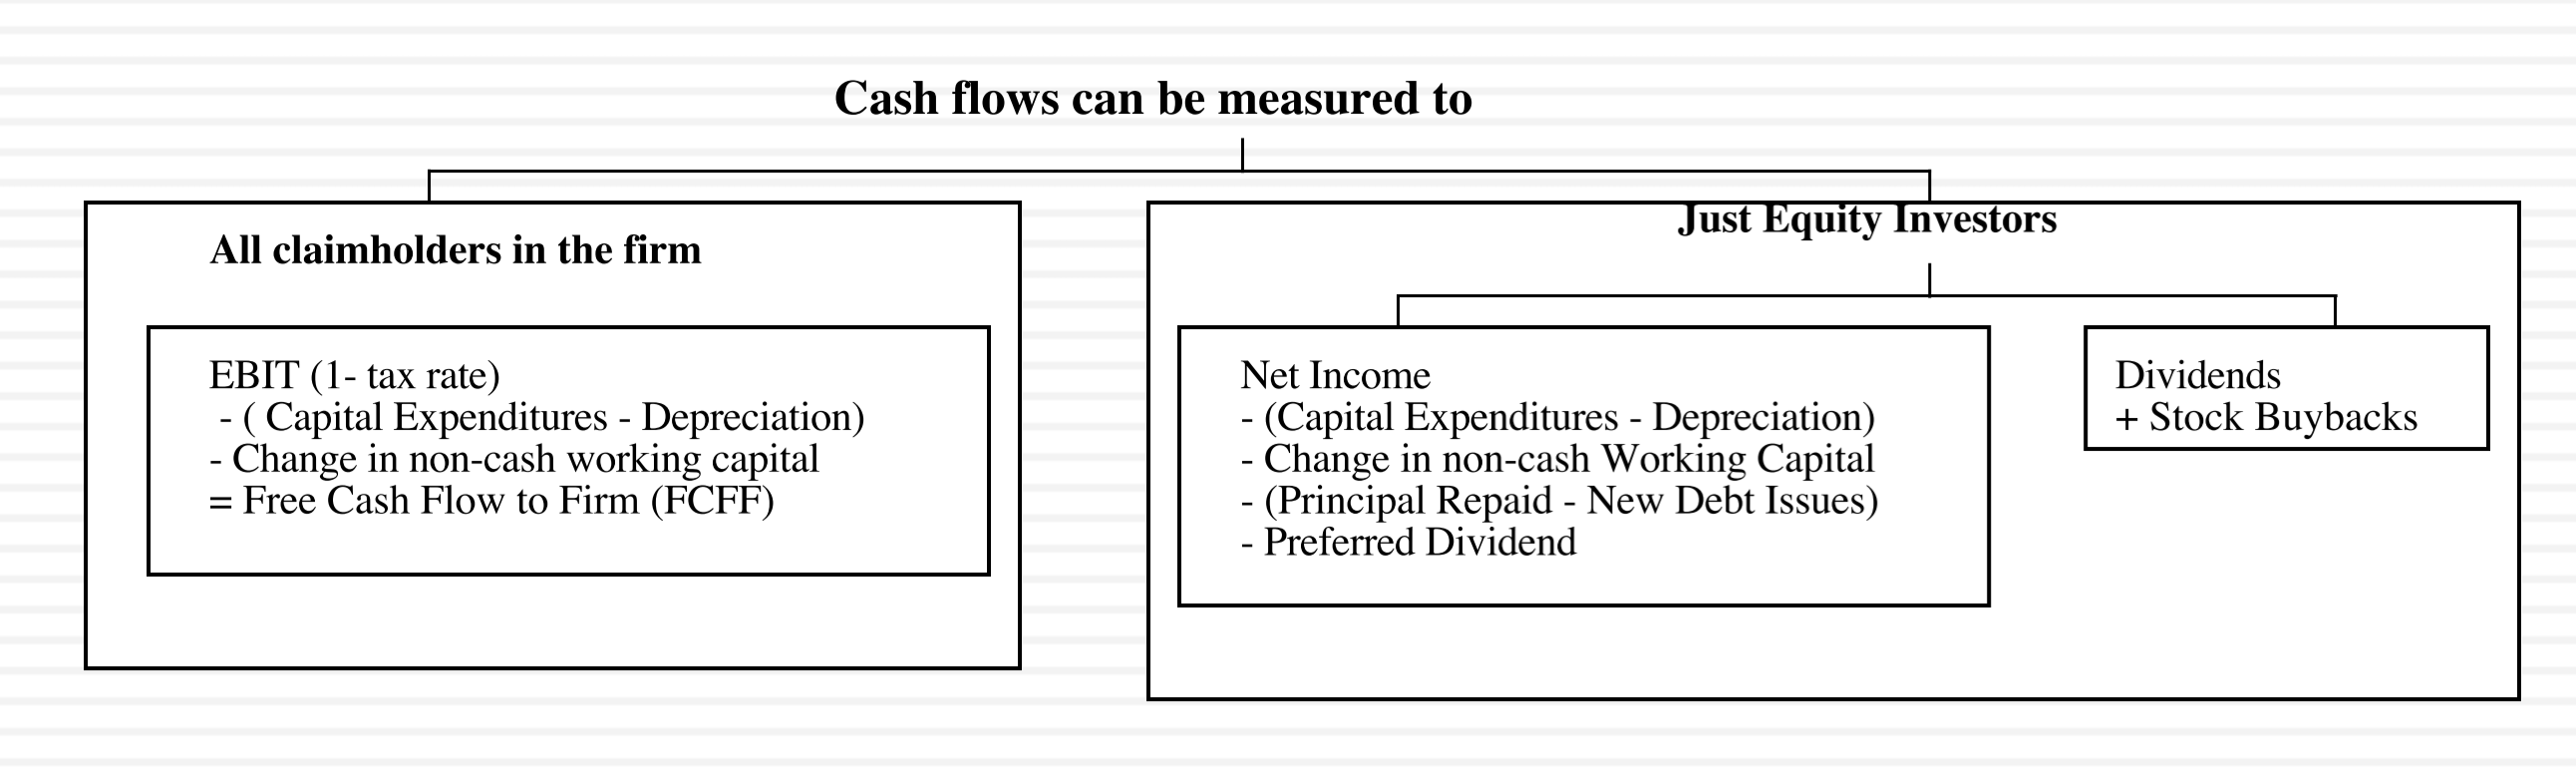 Cash flows can be measured to
All claimholders in the firm
EBIT (1- tax rate)
- ( Capital Expenditures - Depreciation)
- Change in non-cash working capital
= Free Cash Flow to Firm (FCFF)
Just Equity Investors
Net Income
- (Capital Expenditures - Depreciation)
- Change in non-cash Working Capital
- (Principal Repaid - New Debt Issues)
- Preferred Dividend
Dividends
+ Stock Buybacks